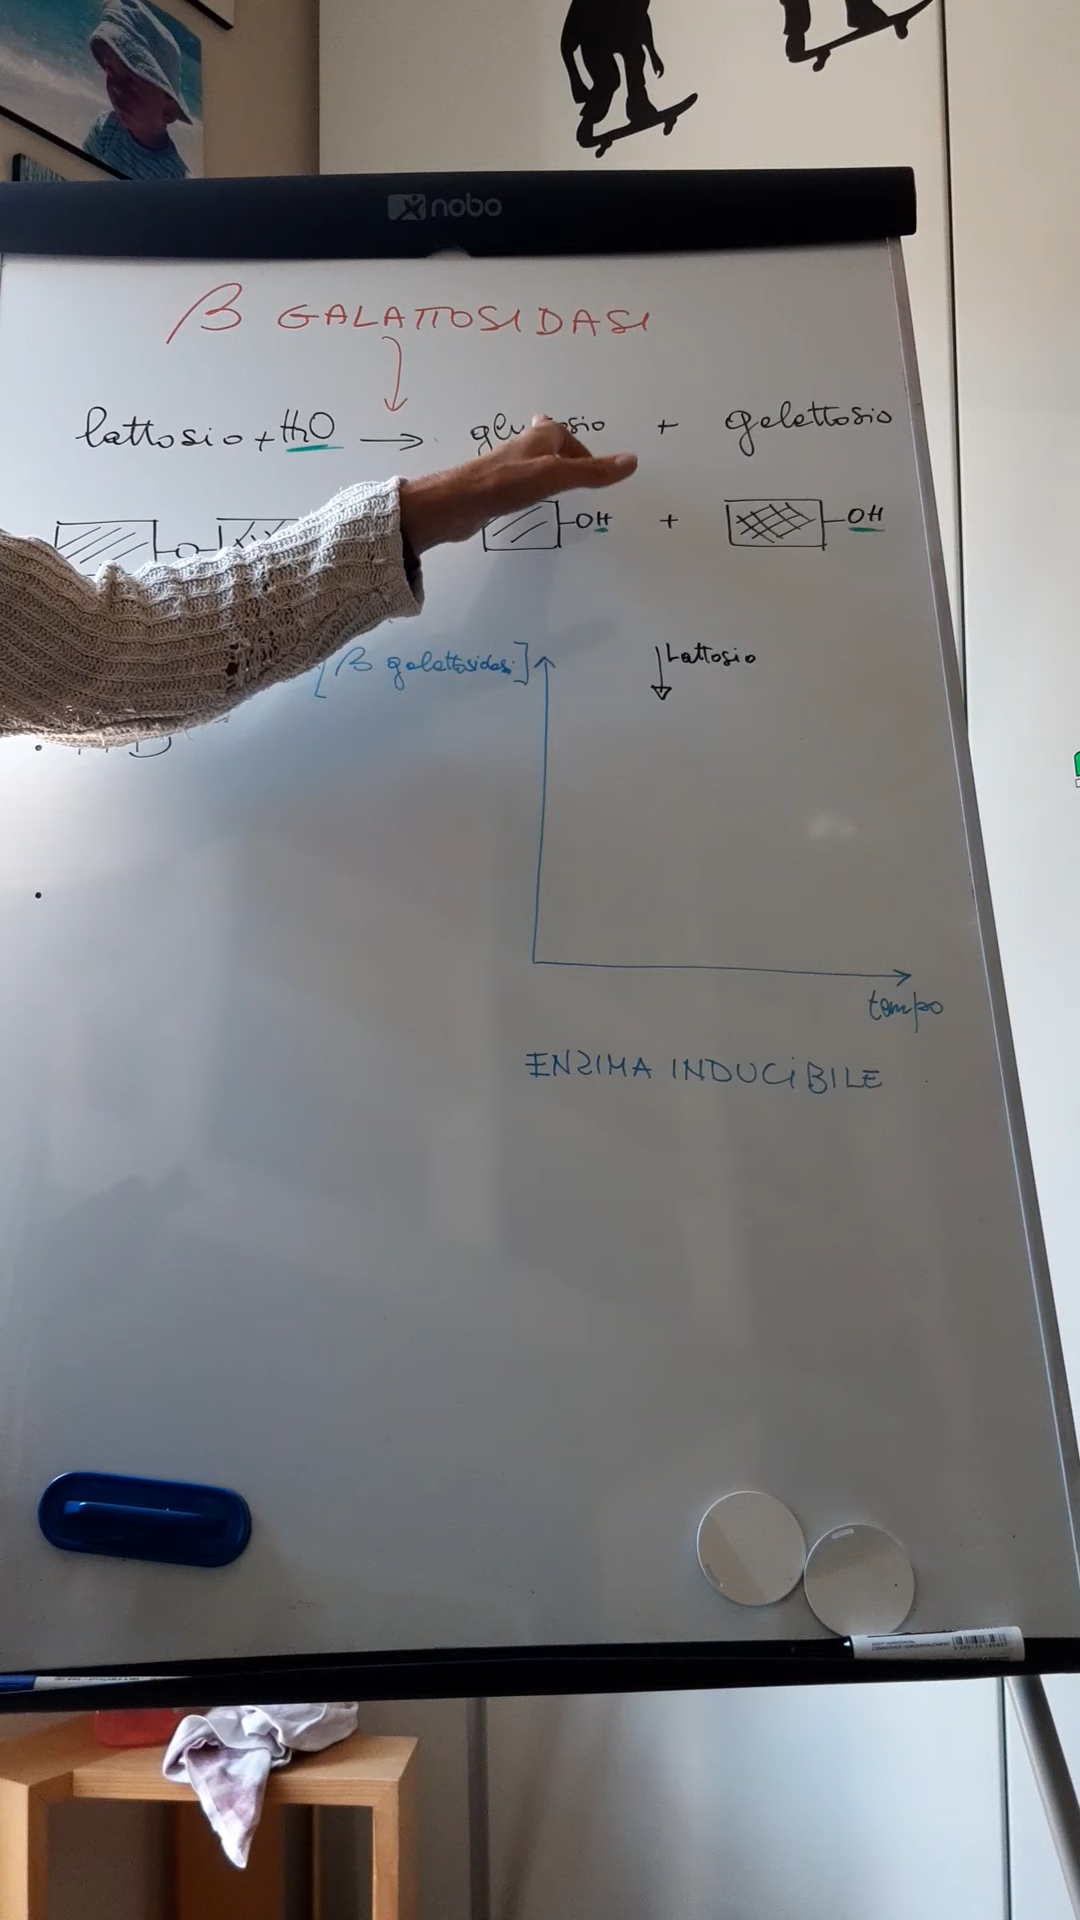 nobo
β GALATTOSIDASI
lattosio + H2O → glucosio + galattosio
O OH + OH
[β galattosidasi] Lattosio
tempo
ENZIMA INDUCIBILE